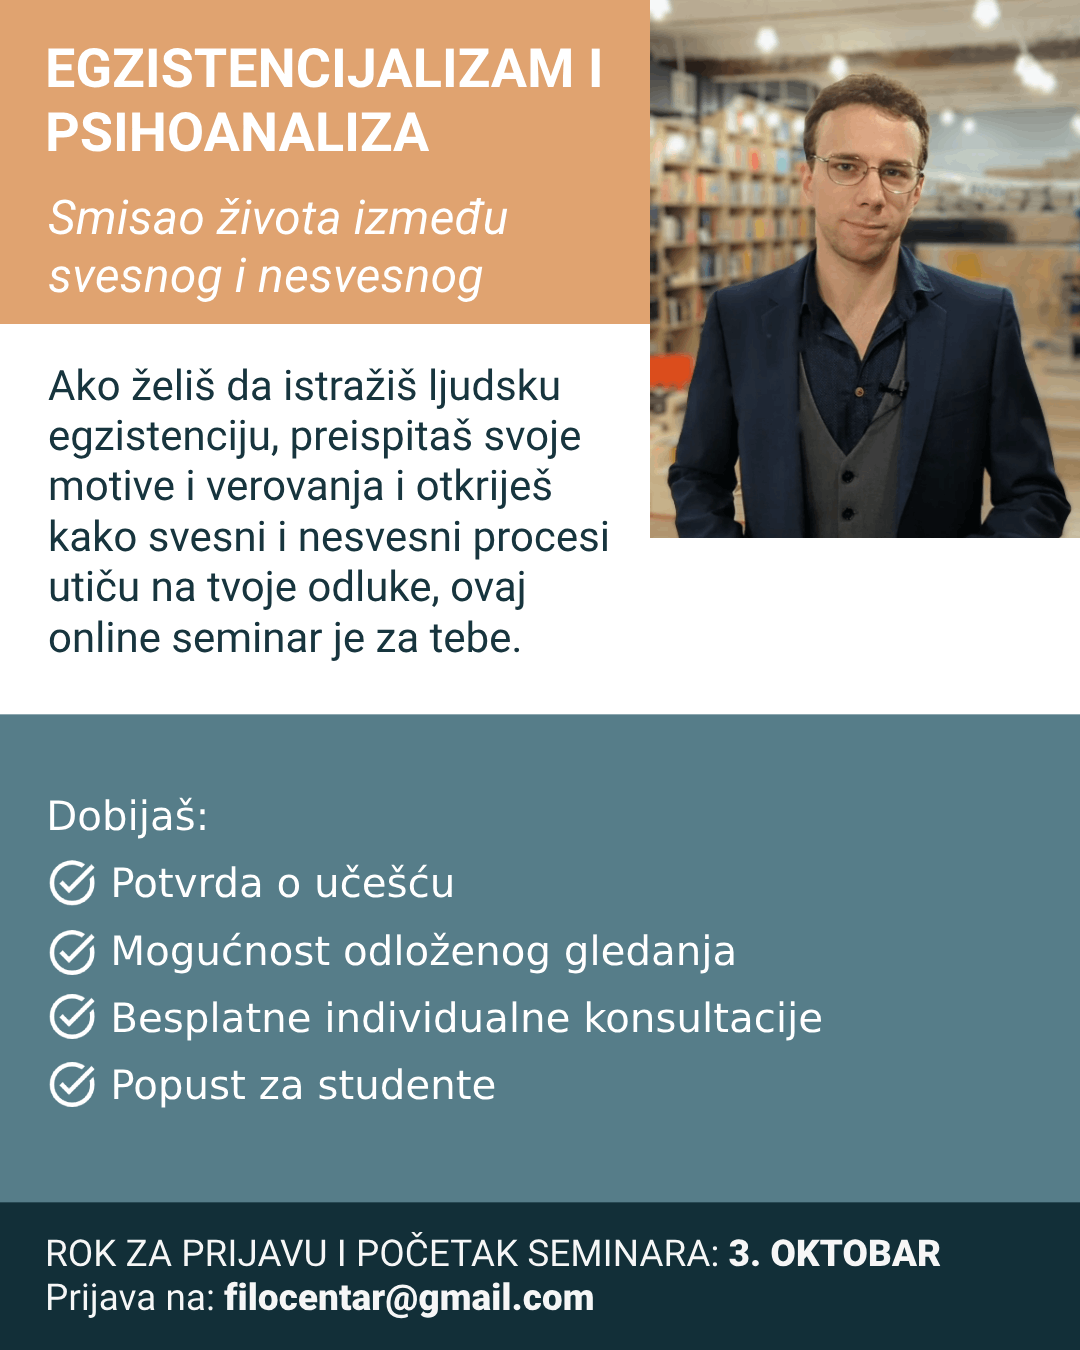 EGZISTENCIJALIZAM I
PSIHOANALIZA
Smisao života između
svesnog i nesvesnog
Ako želiš da istražiš ljudsku
egzistenciju, preispitaš svoje
motive i verovanja i otkriješ
kako svesni i nesvesni procesi
utiču na tvoje odluke, ovaj
online seminar je za tebe.
Dobijaš:
Potvrda o učešću
Mogućnost odloženog gledanja
Besplatne individualne konsultacije
Popust za studente
ROK ZA PRIJAVU I POČETAK SEMINARA: 3. OKTOBAR
Prijava na: filocentar@gmail.com